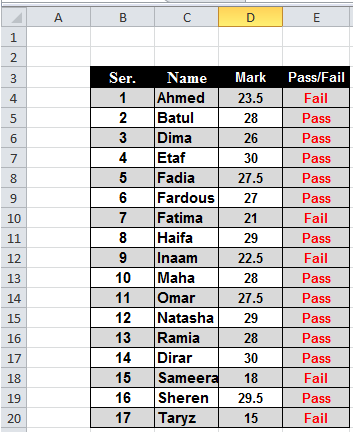 A B C D E
1
2
3 Ser. Name Mark Pass/Fail
4 1 Ahmed 23.5 Fail
5 2 Batul 28 Pass
6 3 Dima 26 Pass
7 4 Etaf 30 Pass
8 5 Fadia 27.5 Pass
9 6 Fardous 27 Pass
10 7 Fatima 21 Fail
11 8 Haifa 29 Pass
12 9 Inaam 22.5 Fail
13 10 Maha 28 Pass
14 11 Omar 27.5 Pass
15 12 Natasha 29 Pass
16 13 Ramia 28 Pass
17 14 Dirar 30 Pass
18 15 Sameera 18 Fail
19 16 Sheren 29.5 Pass
20 17 Taryz 15 Fail